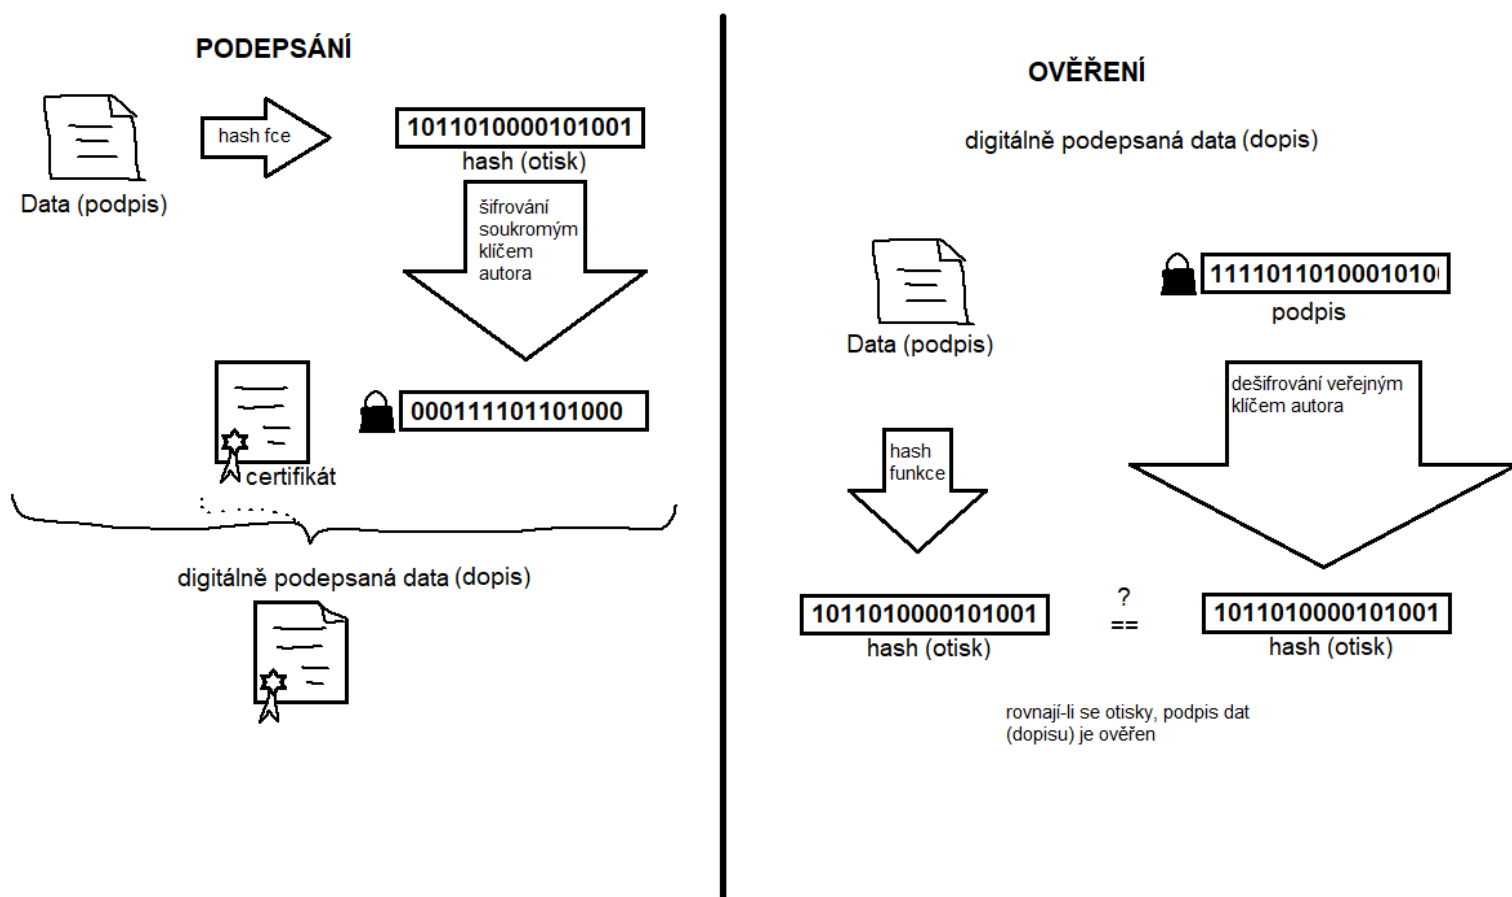 PODEPSÁNÍ
hash fce
1011010000101001
hash (otisk)
Data (podpis)
šifrování
soukromým
klíčem
autora
000111101101000
certifikát
digitálně podepsaná data (dopis)
OVĚŘENÍ
digitálně podepsaná data (dopis)
1111011010001010
podpis
Data (podpis)
dešifrování veřejným
klíčem autora
hash
funkce
1011010000101001
hash (otisk)
?
==
1011010000101001
hash (otisk)
rovnají-li se otisky, podpis dat
(dopisu) je ověřen